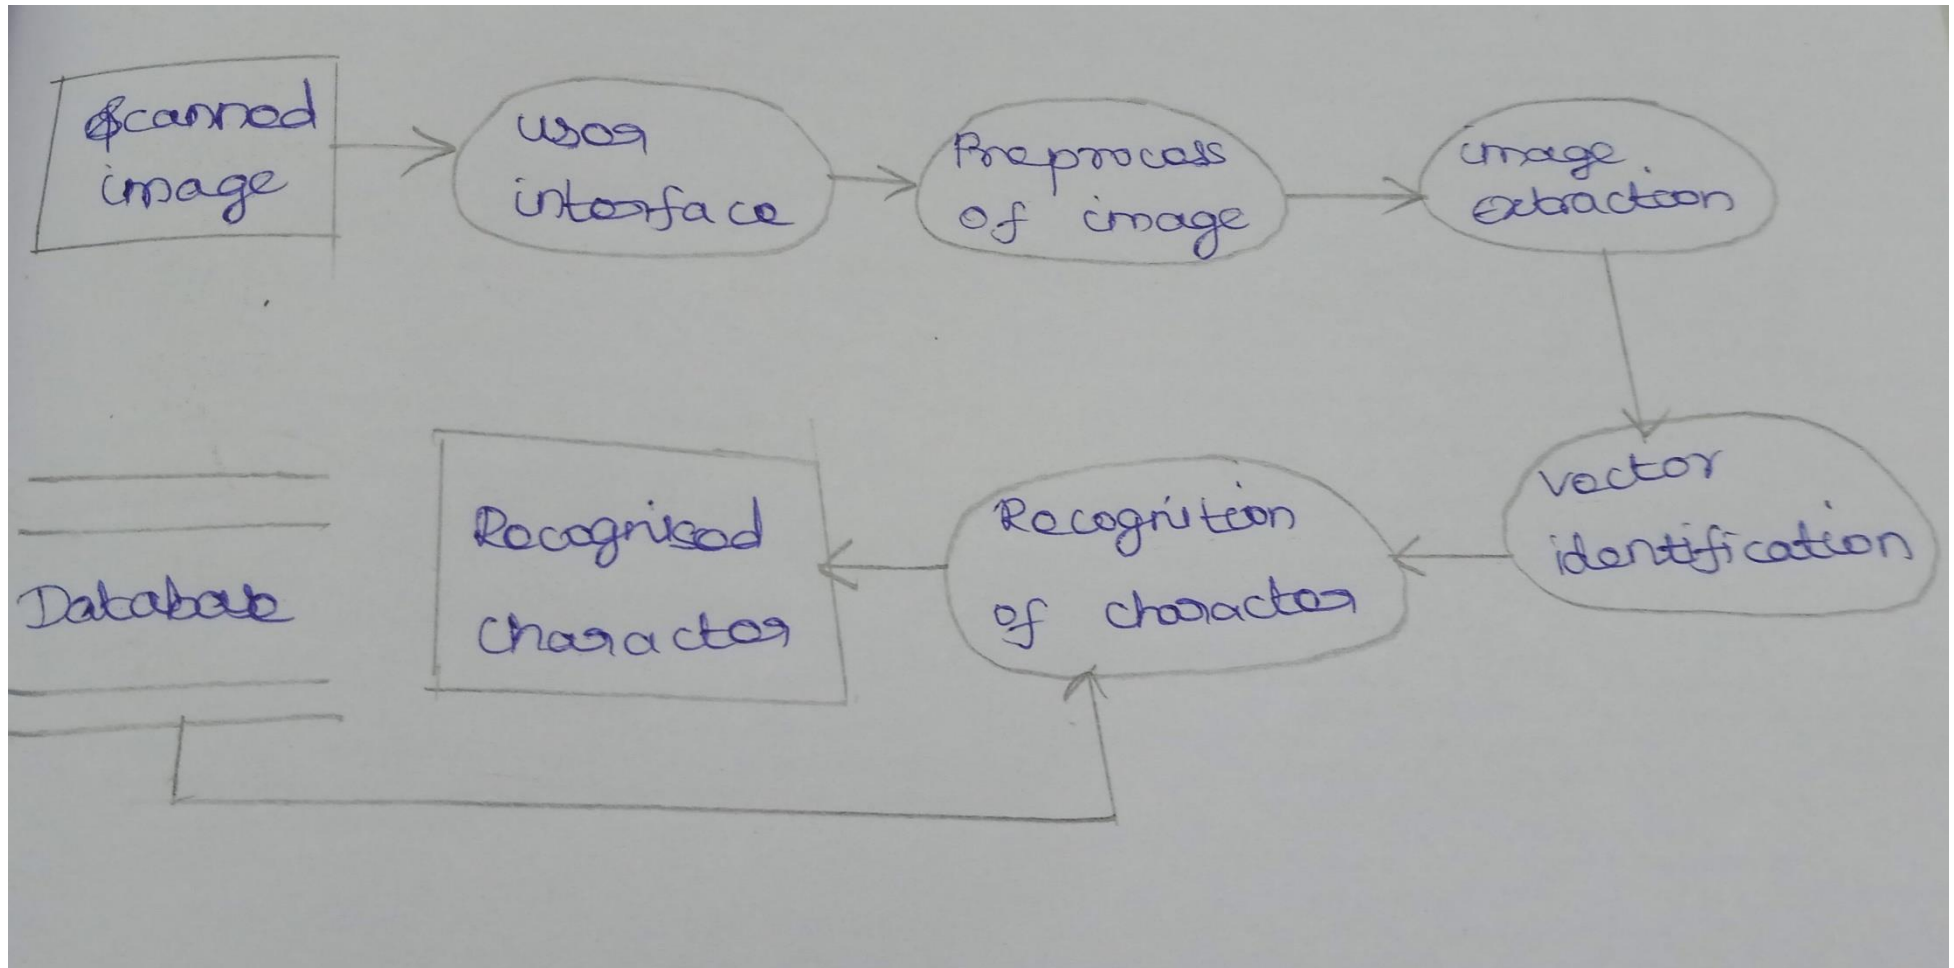 Scanned
image
user
interface
Preprocess
of image
image
extraction
vector
identification
Recognition
of character
Recognised
character
Database